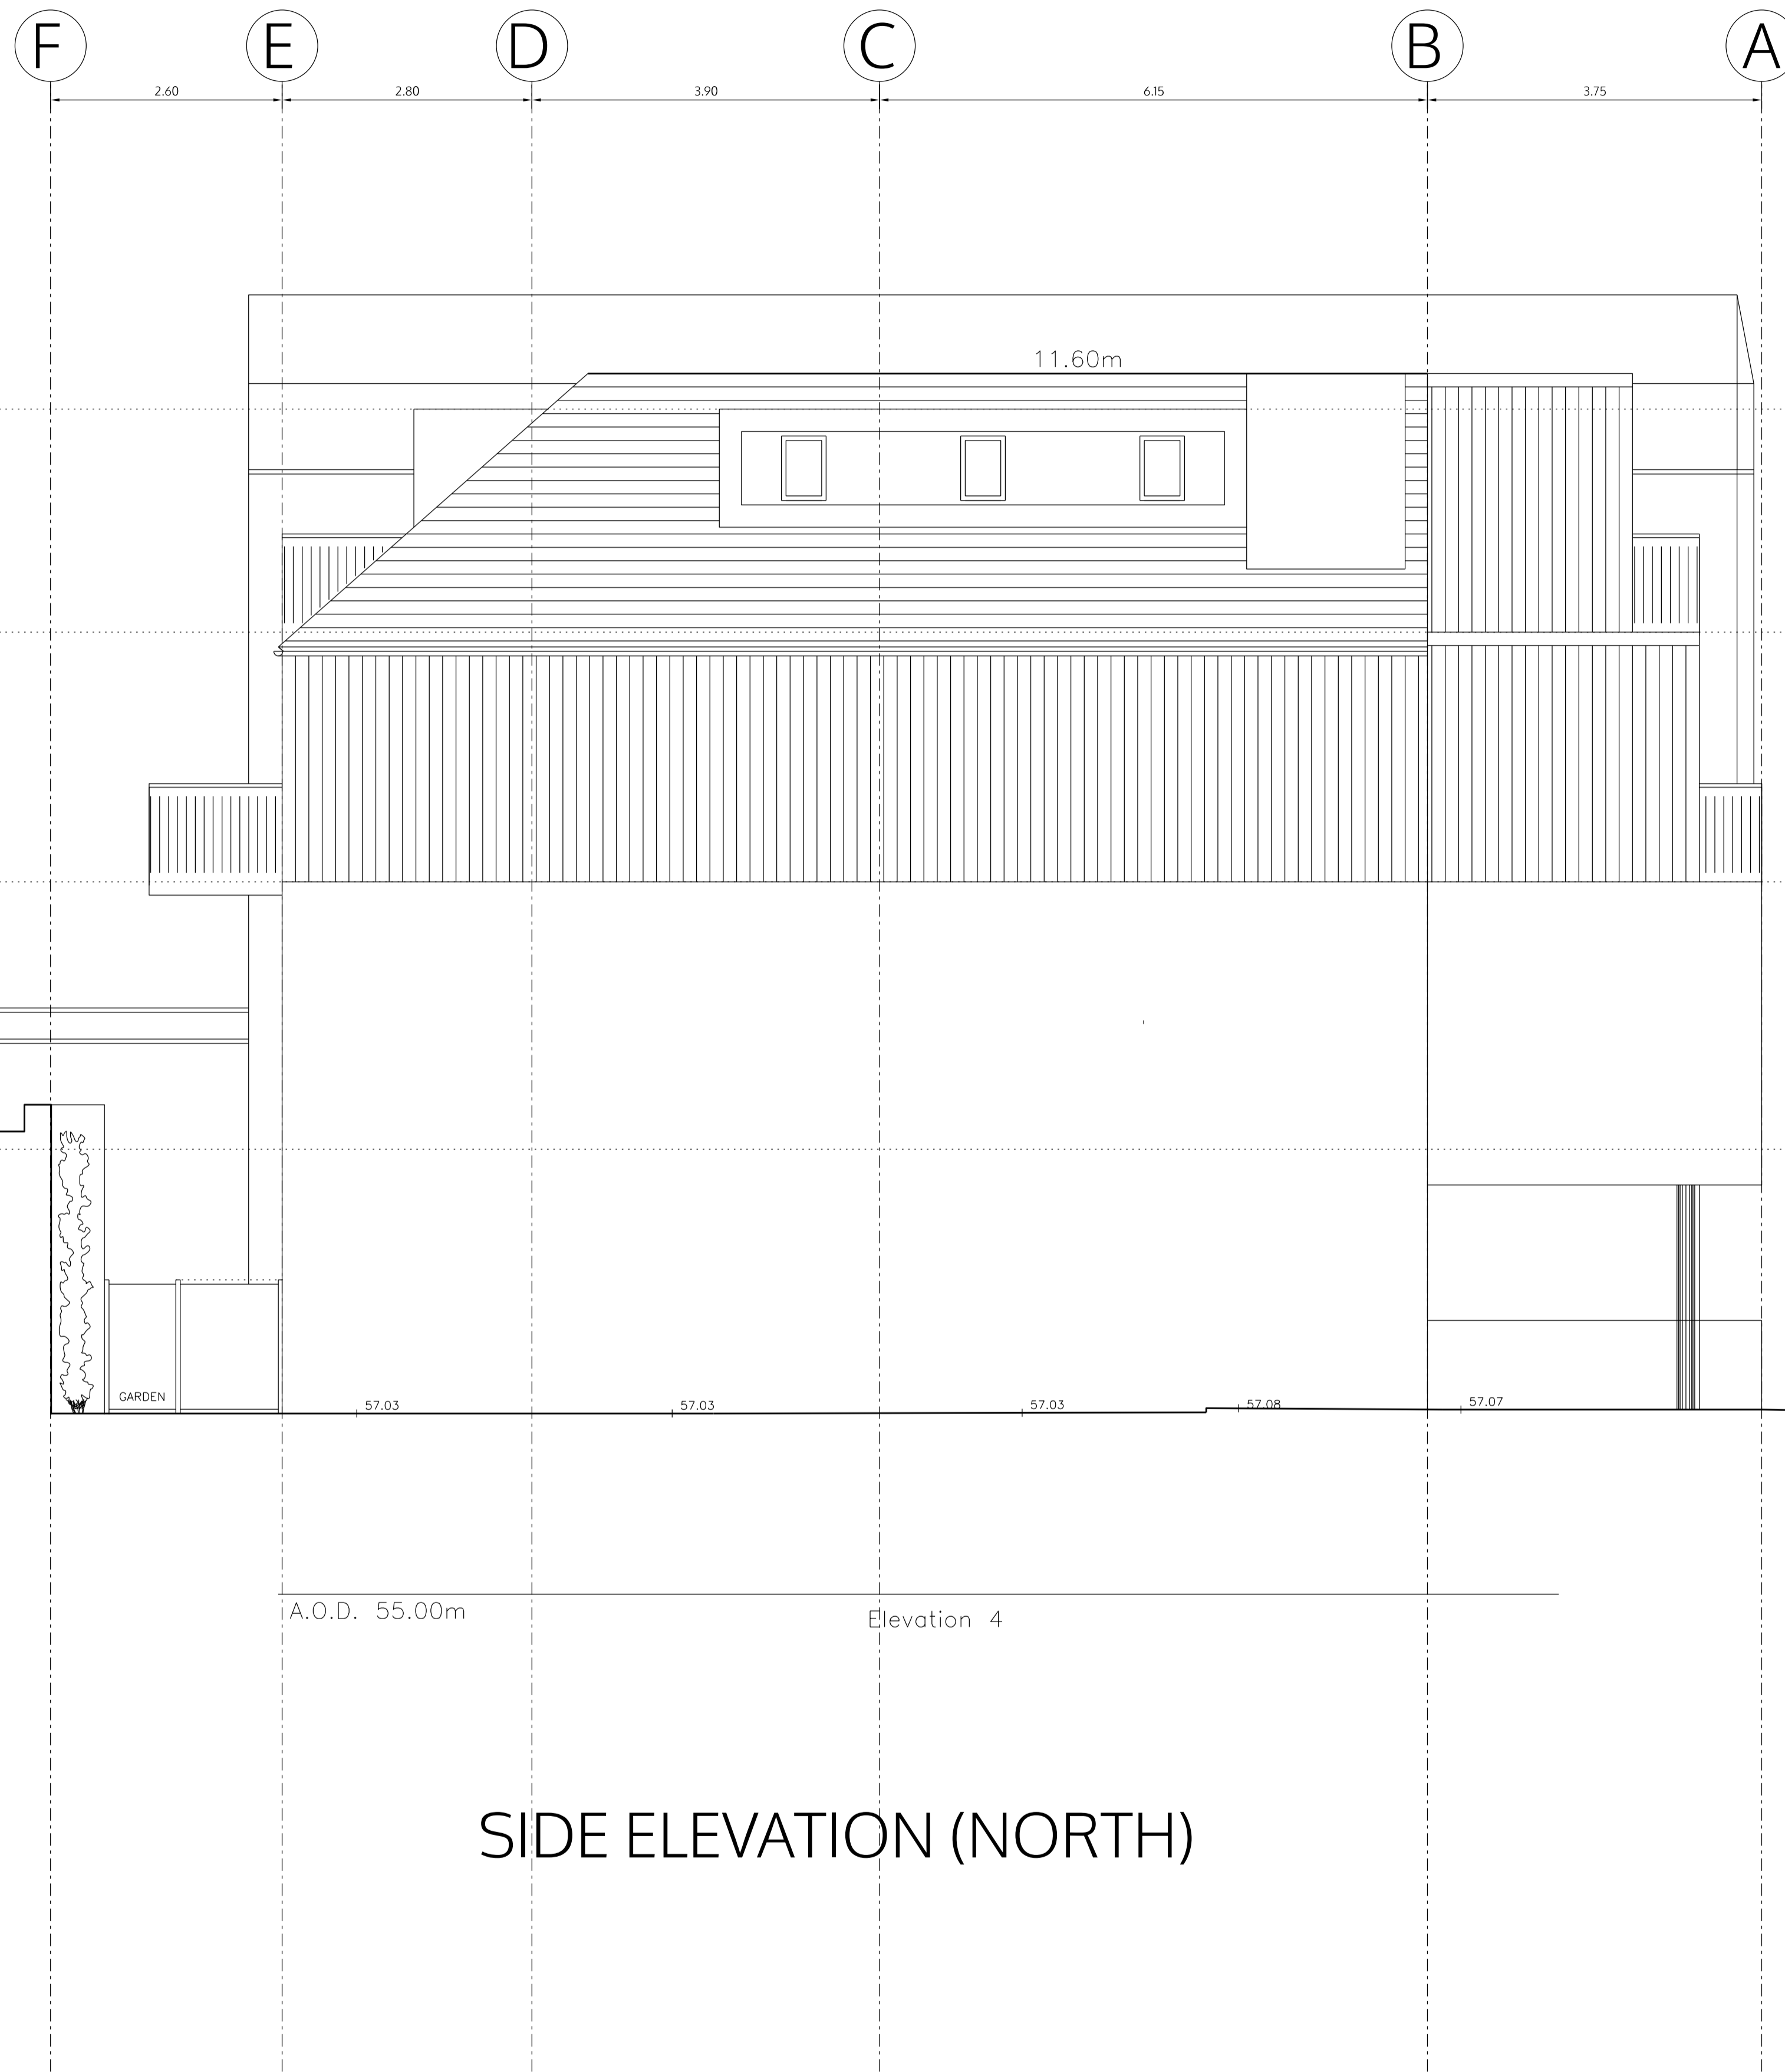 F E D C B A
2.60 2.80 3.90 6.15 3.75
11.60m
GARDEN
57.03 57.03 57.03 57.08 57.07
A.O.D. 55.00m
Elevation 4
SIDE ELEVATION (NORTH)